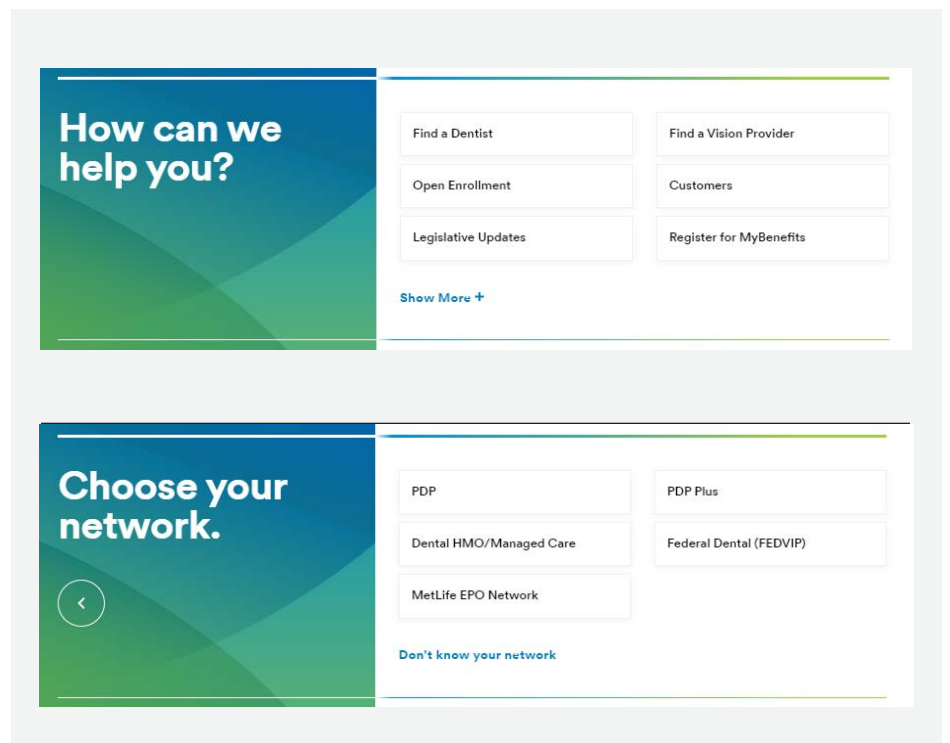 How can we
help you?
Find a Dentist
Find a Vision Provider
Open Enrollment
Customers
Legislative Updates
Register for MyBenefits
Show More +
Choose your
network.
PDP
PDP Plus
Dental HMO/Managed Care
Federal Dental (FEDVIP)
MetLife EPO Network
Don't know your network